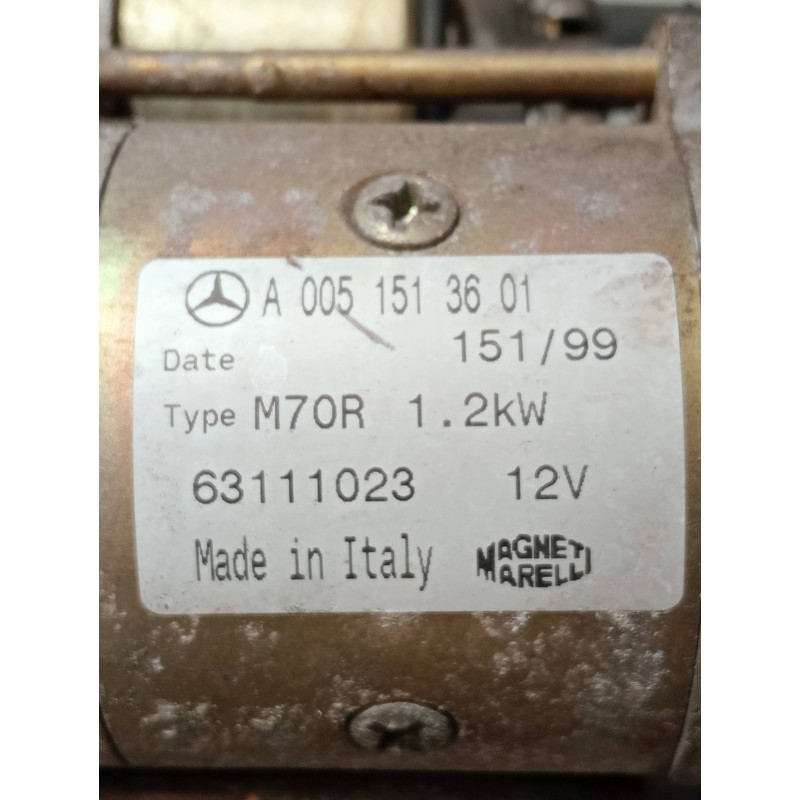 A 005 151 36 01
Date 151/99
Type M70R 1.2kW
63111023 12V
Made in Italy MAGNETI MARELLI